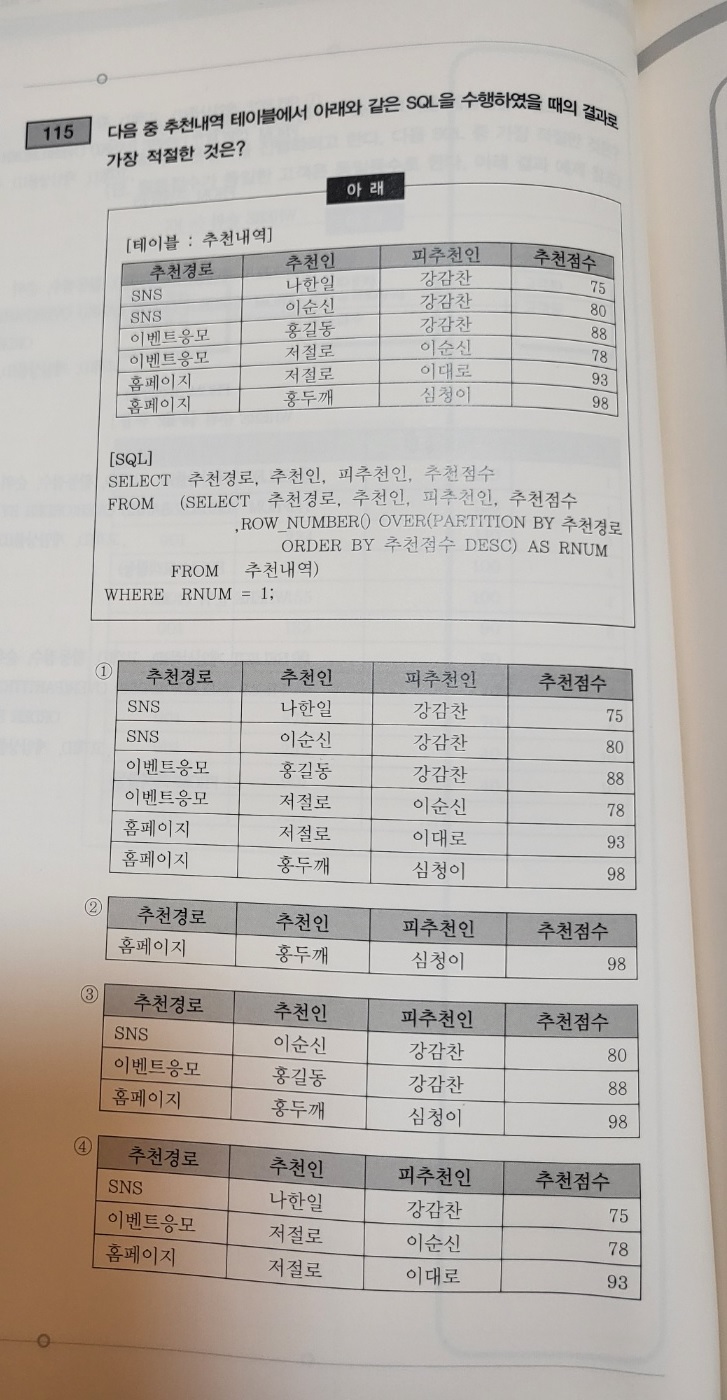 115 다음 중 추천내역 테이블에서 아래와 같은 SQL을 수행하였을 때의 결과로
가장 적절한 것은?
아 래
[테이블 : 추천내역]
추천경로 추천인 피추천인 추천점수
SNS 나한일 강감찬 75
SNS 이순신 강감찬 80
이벤트응모 홍길동 강감찬 88
이벤트응모 저절로 이순신 78
홈페이지 저절로 이대로 93
홈페이지 홍두깨 심청이 98
[SQL]
SELECT 추천경로, 추천인, 피추천인, 추천점수
FROM (SELECT 추천경로, 추천인, 피추천인, 추천점수
,ROW_NUMBER() OVER(PARTITION BY 추천경로
ORDER BY 추천점수 DESC) AS RNUM
FROM 추천내역)
WHERE RNUM = 1;
① 추천경로 추천인 피추천인 추천점수
SNS 나한일 강감찬 75
SNS 이순신 강감찬 80
이벤트응모 홍길동 강감찬 88
이벤트응모 저절로 이순신 78
홈페이지 저절로 이대로 93
홈페이지 홍두깨 심청이 98
② 추천경로 추천인 피추천인 추천점수
홈페이지 홍두깨 심청이 98
③ 추천경로 추천인 피추천인 추천점수
SNS 이순신 강감찬 80
이벤트응모 홍길동 강감찬 88
홈페이지 홍두깨 심청이 98
④ 추천경로 추천인 피추천인 추천점수
SNS 나한일 강감찬 75
이벤트응모 저절로 이순신 78
홈페이지 저절로 이대로 93